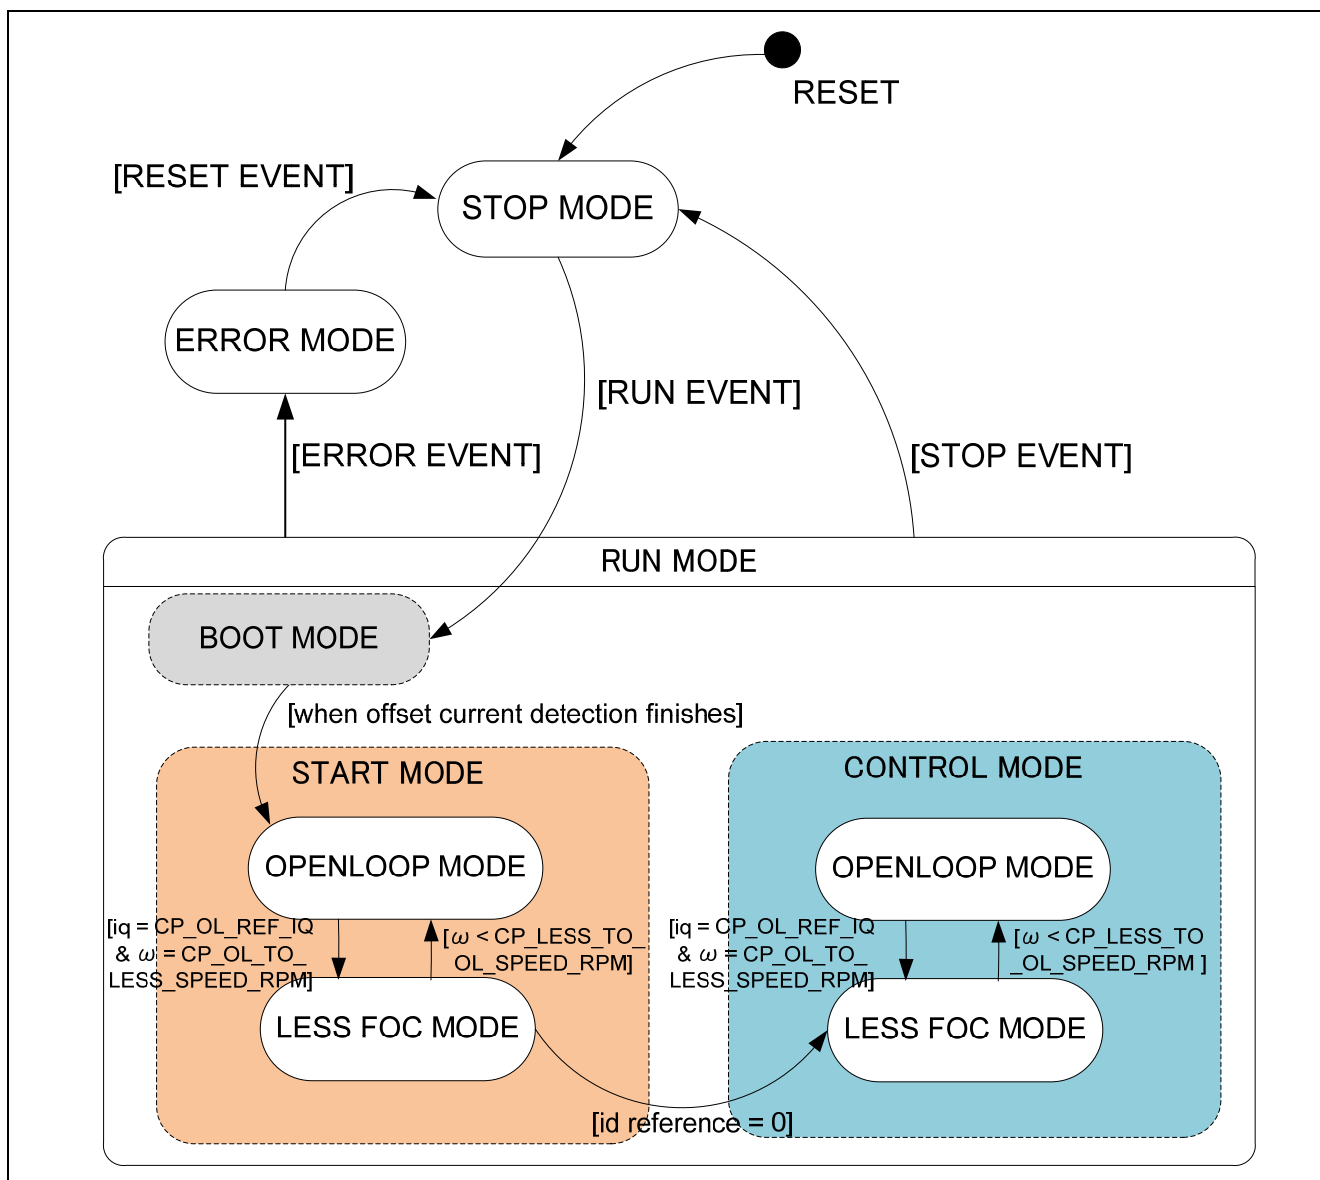 RESET
[RESET EVENT]
STOP MODE
ERROR MODE
[RUN EVENT]
[ERROR EVENT]
[STOP EVENT]
RUN MODE
BOOT MODE
[when offset current detection finishes]
START MODE
OPENLOOP MODE
[iq = CP_OL_REF_IQ
& ω = CP_OL_TO_
LESS_SPEED_RPM]
[ω < CP_LESS_TO_
OL_SPEED_RPM]
LESS FOC MODE
CONTROL MODE
OPENLOOP MODE
[iq = CP_OL_REF_IQ
& ω = CP_OL_TO_
LESS_SPEED_RPM]
[ω < CP_LESS_TO
_OL_SPEED_RPM ]
LESS FOC MODE
[id reference = 0]